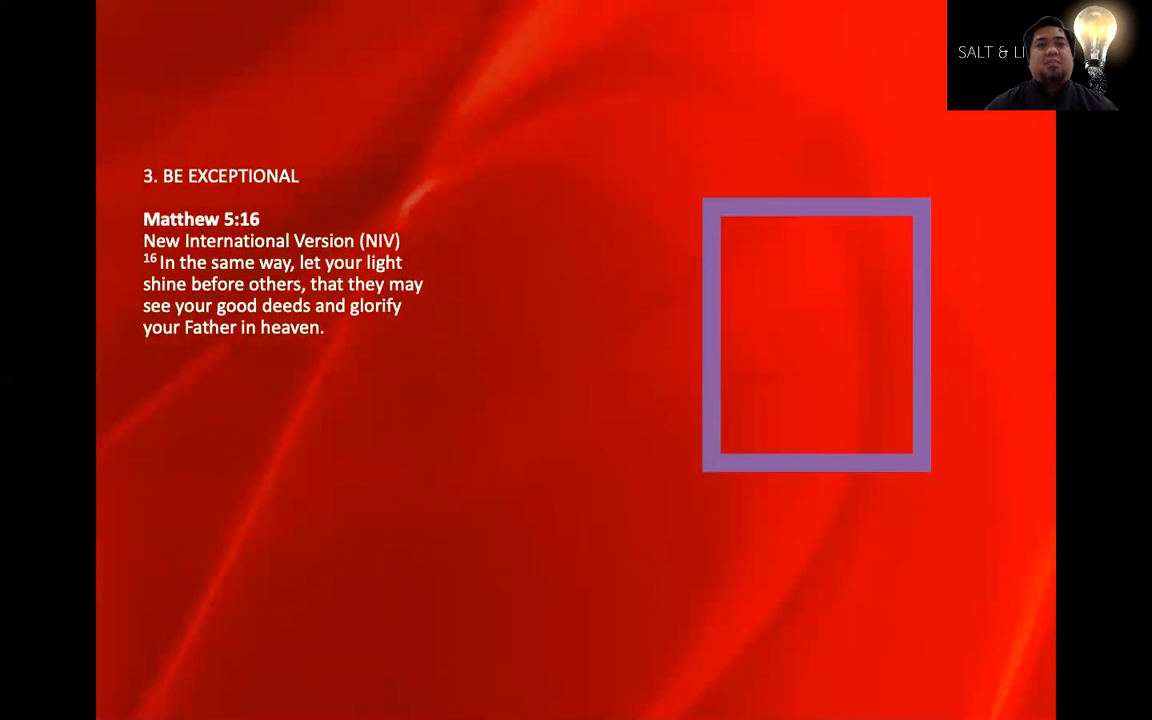 SALT & LI
3. BE EXCEPTIONAL
Matthew 5:16
New International Version (NIV)
16 In the same way, let your light
shine before others, that they may
see your good deeds and glorify
your Father in heaven.